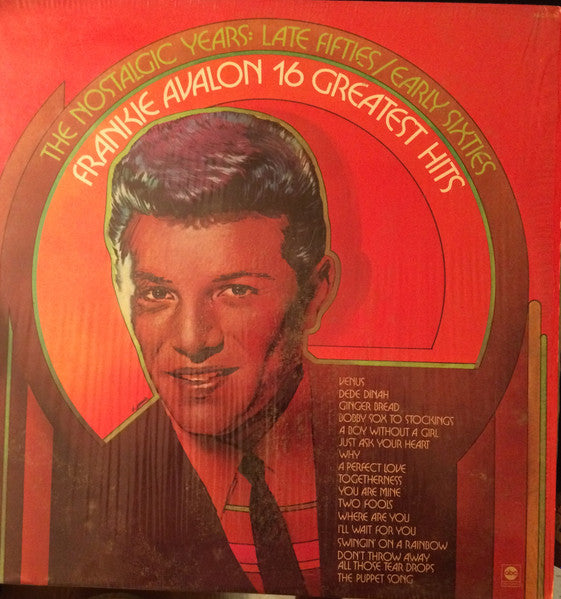 THE NOSTALGIC YEARS: LATE FIFTIES/EARLY SIXTIES
FRANKIE AVALON 16 GREATEST HITS
VENUS
DEDE DINAH
GINGER BREAD
BOBBY SOX TO STOCKINGS
A BOY WITHOUT A GIRL
JUST ASK YOUR HEART
WHY
A PERFECT LOVE
TOGETHERNESS
YOU ARE MINE
TWO FOOLS
WHERE ARE YOU
I'LL WAIT FOR YOU
SWINGIN' ON A RAINBOW
DON'T THROW AWAY
ALL THOSE TEAR DROPS
THE PUPPET SONG
abc